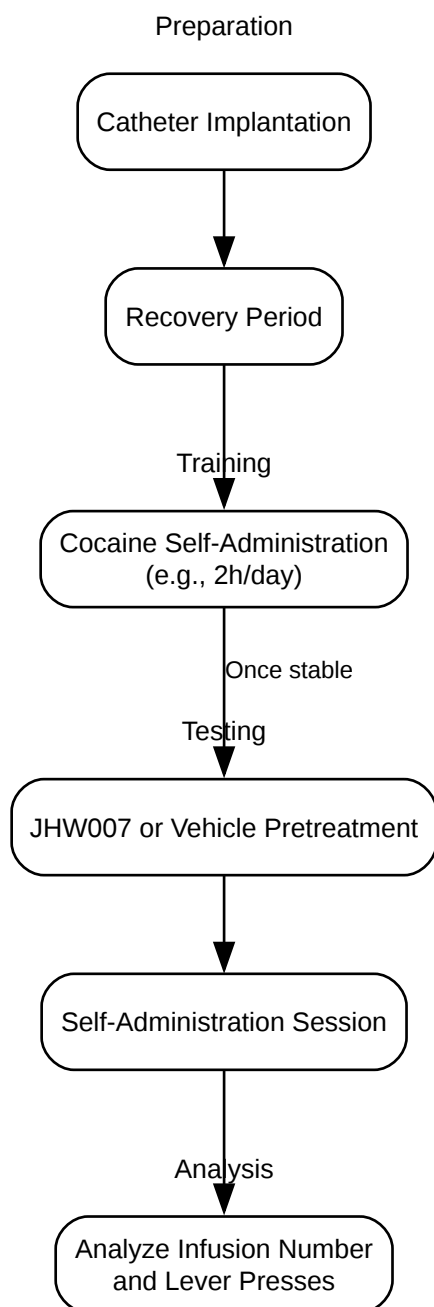 Preparation
Catheter Implantation
Recovery Period
Training
Cocaine Self-Administration
(e.g., 2h/day)
Once stable
Testing
JHW007 or Vehicle Pretreatment
Self-Administration Session
Analysis
Analyze Infusion Number
and Lever Presses